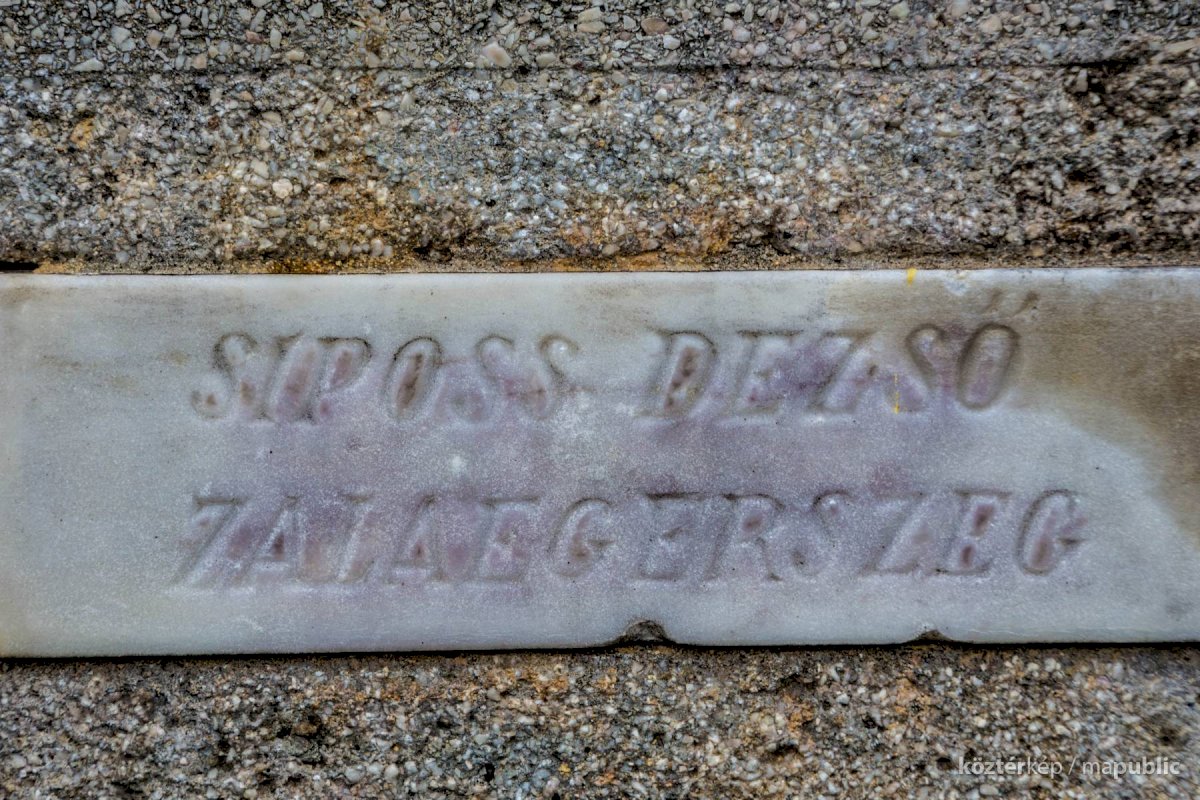 SIPOSS DEZSŐ
ZALAEGERSZEG
köztérkép / mapublic